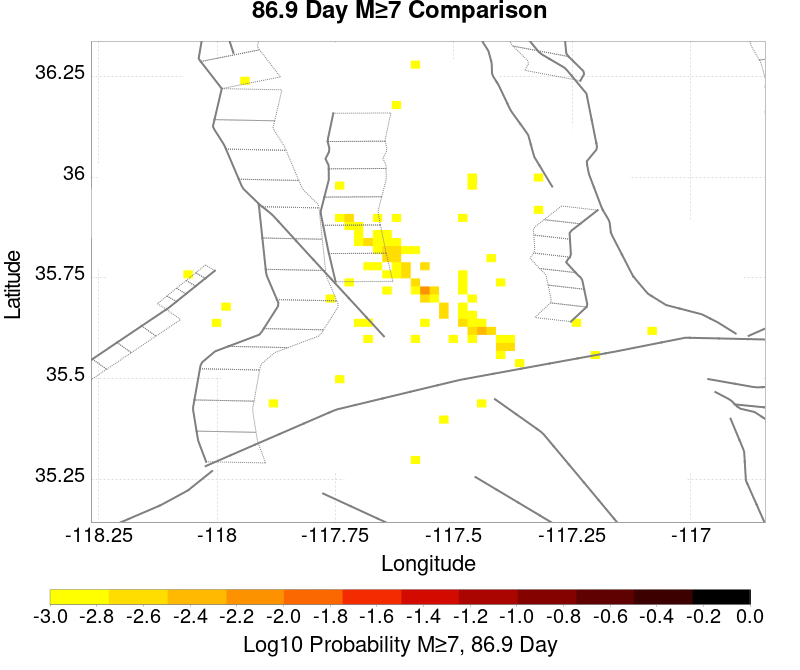 86.9 Day M≥7 Comparison
36.25
36
35.75
35.5
35.25
Latitude
-118.25 -118 -117.75 -117.5 -117.25 -117
Longitude
-3.0 -2.8 -2.6 -2.4 -2.2 -2.0 -1.8 -1.6 -1.4 -1.2 -1.0 -0.8 -0.6 -0.4 -0.2 0.0
Log10 Probability M≥7, 86.9 Day